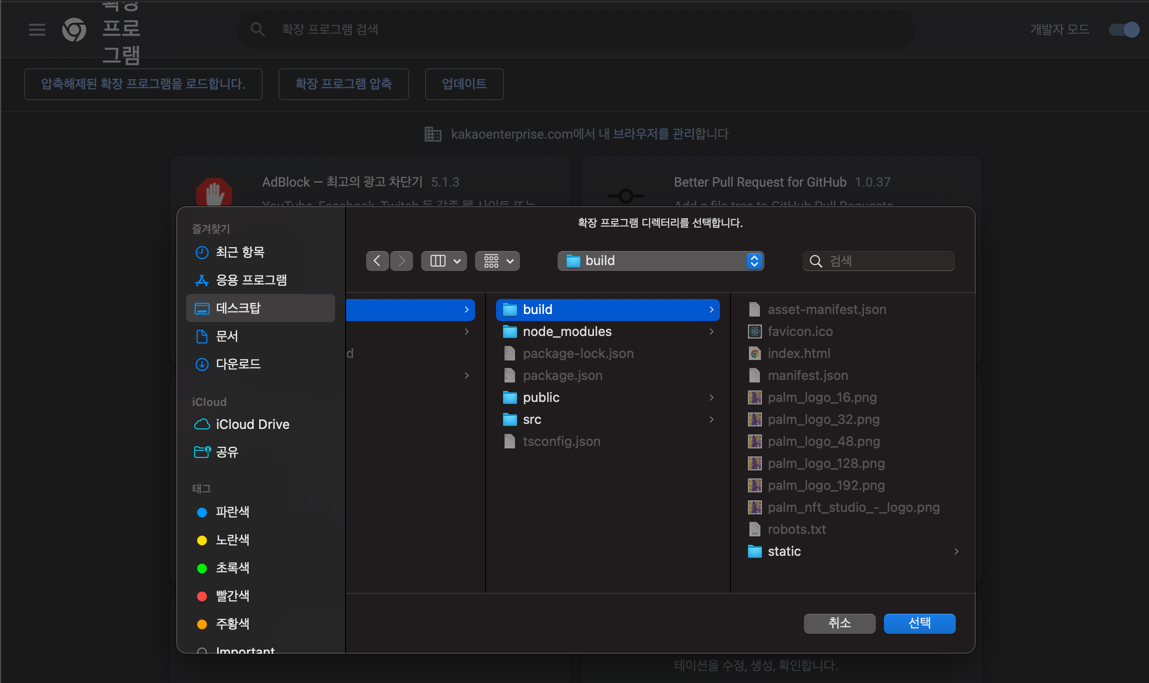 확장
프로
그램
확장 프로그램 검색
개발자 모드
압축해제된 확장 프로그램을 로드합니다.
확장 프로그램 압축
업데이트
kakaoenterprise.com에서 내 브라우저를 관리합니다
AdBlock — 최고의 광고 차단기 5.1.3
YouTube, Facebook, Twitch 등 각종 웹 사이트 또는
Better Pull Request for GitHub 1.0.37
Add a file tree to GitHub Pull Requests
확장 프로그램 디렉터리를 선택합니다.
즐겨찾기
최근 항목
응용 프로그램
데스크탑
문서
다운로드
iCloud
iCloud Drive
공유
태그
파란색
노란색
초록색
빨간색
주황색
Important
build
검색
d
build
node_modules
package-lock.json
package.json
public
src
tsconfig.json
asset-manifest.json
favicon.ico
index.html
manifest.json
palm_logo_16.png
palm_logo_32.png
palm_logo_48.png
palm_logo_128.png
palm_logo_192.png
palm_nft_studio_-_logo.png
robots.txt
static
취소
선택
테이션을 수정, 생성, 확인합니다.